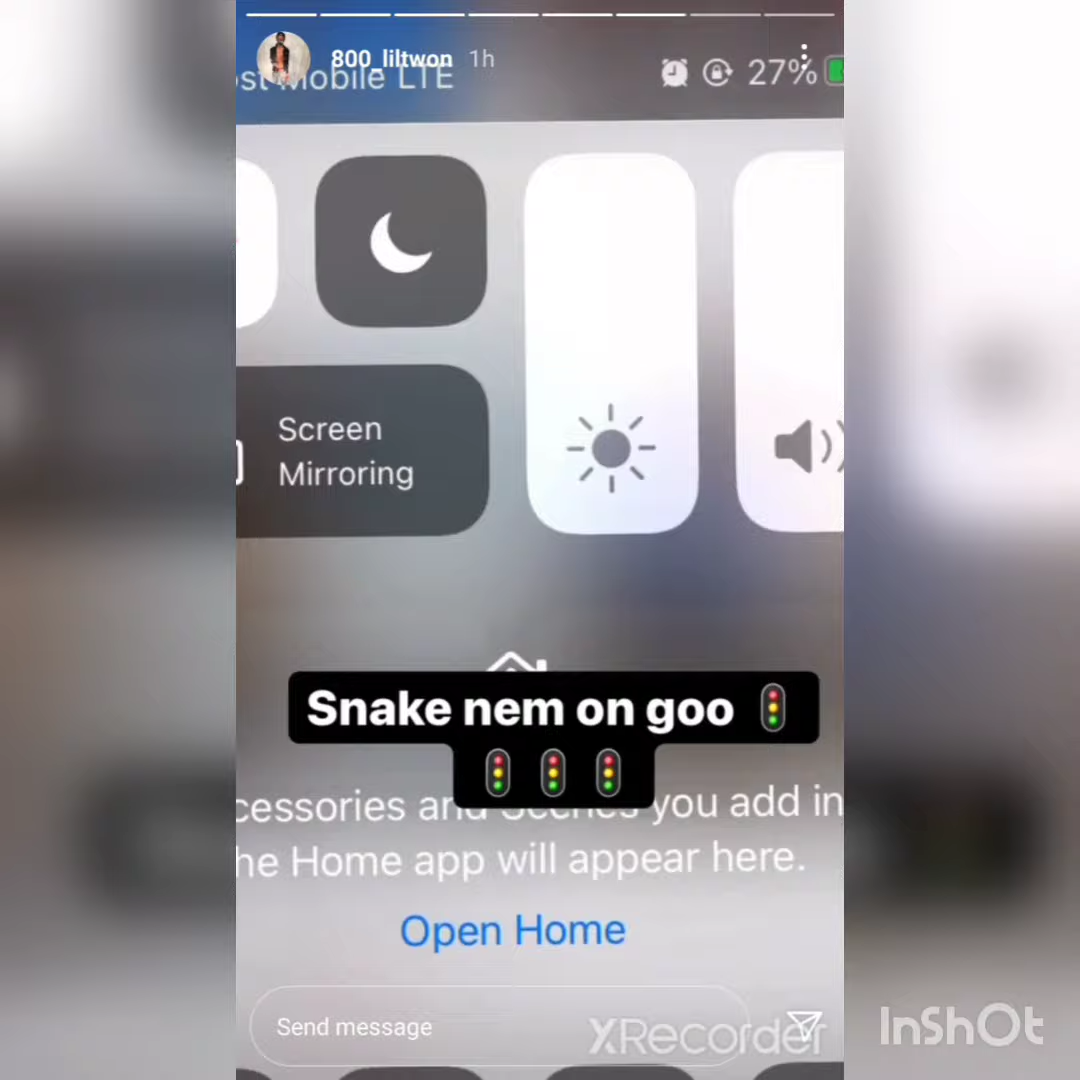 800_liltwon 1h
ost Mobile LTE
27%
Screen
Mirroring
Snake nem on goo 🚦
🚦 🚦 🚦
cessories and Scenes you add in
he Home app will appear here.
Open Home
Send message
XRecorder
InShOt